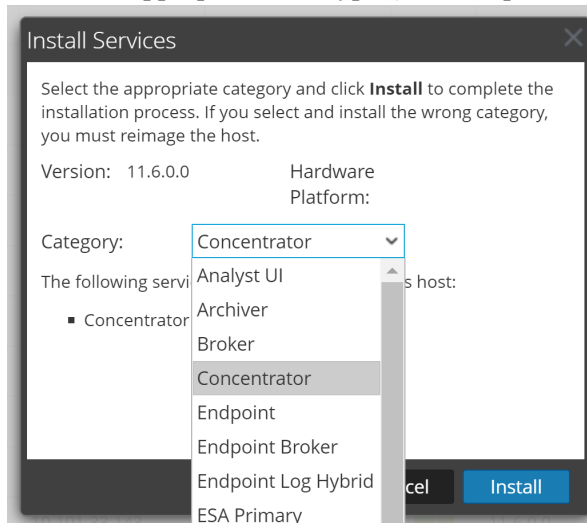 Install Services
Select the appropriate category and click Install to complete the
installation process. If you select and install the wrong category,
you must reimage the host.
Version: 11.6.0.0 Hardware
Platform:
Category: Concentrator
The following servi s host:
▪ Concentrator
Analyst UI
Archiver
Broker
Concentrator
Endpoint
Endpoint Broker
Endpoint Log Hybrid
ESA Primary
cel Install